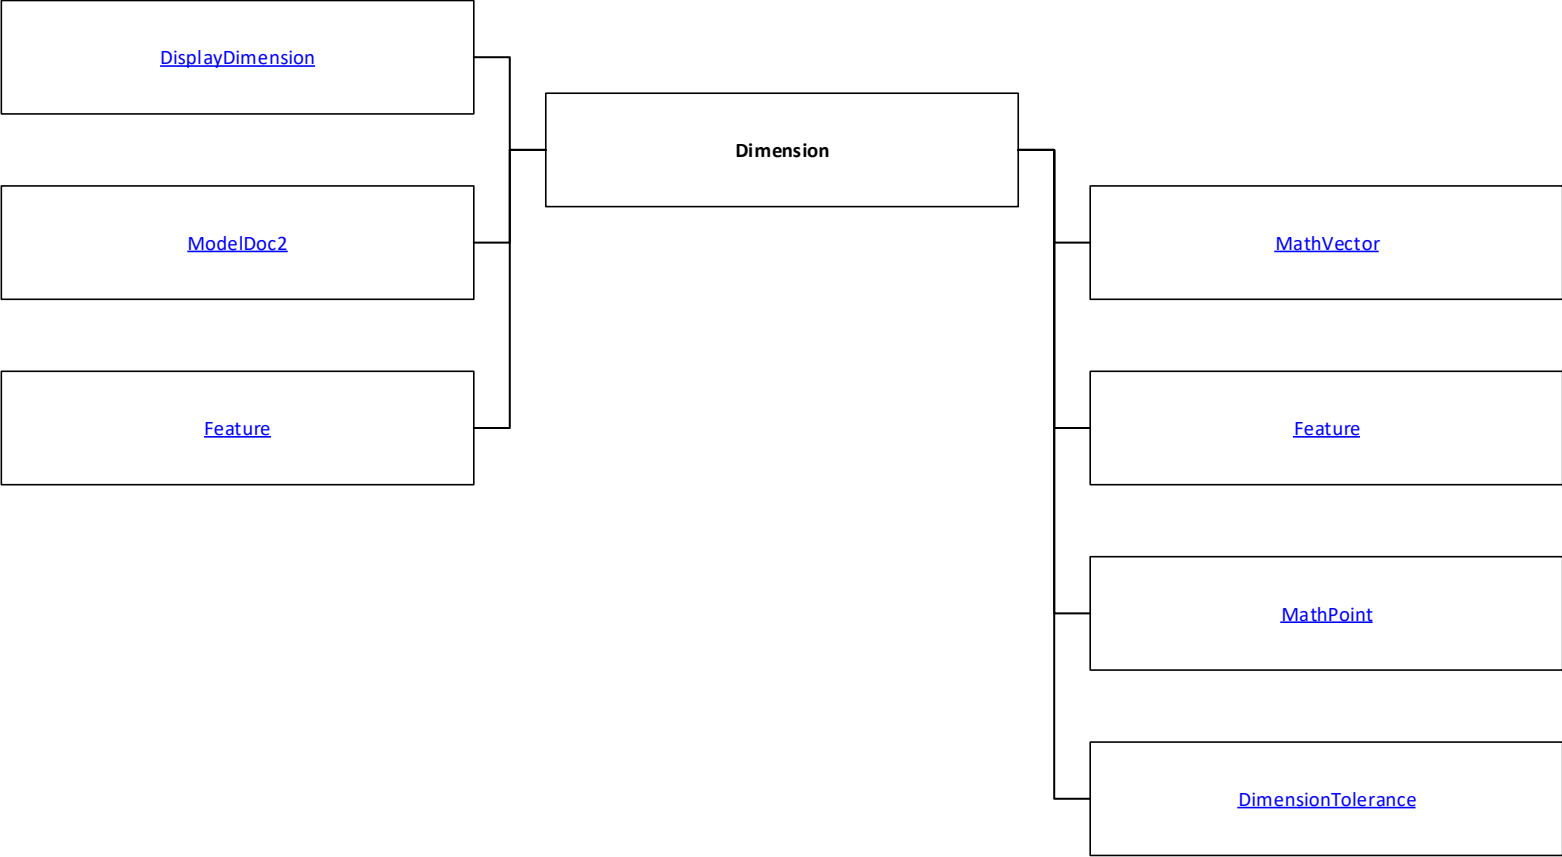 DisplayDimension
Dimension
ModelDoc2
MathVector
Feature
Feature
MathPoint
DimensionTolerance